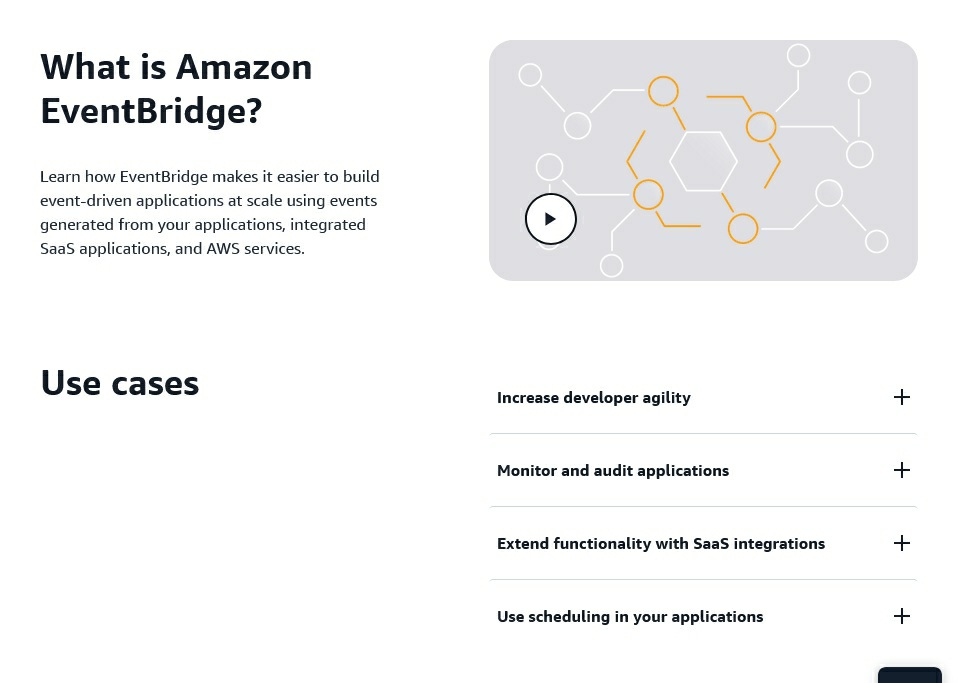 What is Amazon
EventBridge?
Learn how EventBridge makes it easier to build
event-driven applications at scale using events
generated from your applications, integrated
SaaS applications, and AWS services.
Use cases
Increase developer agility
Monitor and audit applications
Extend functionality with SaaS integrations
Use scheduling in your applications